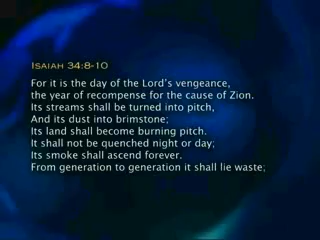 Isaiah 34:8-10
For it is the day of the Lord's vengeance,
the year of recompense for the cause of Zion.
Its streams shall be turned into pitch,
And its dust into brimstone;
Its land shall become burning pitch.
It shall not be quenched night or day;
Its smoke shall ascend forever.
From generation to generation it shall lie waste;